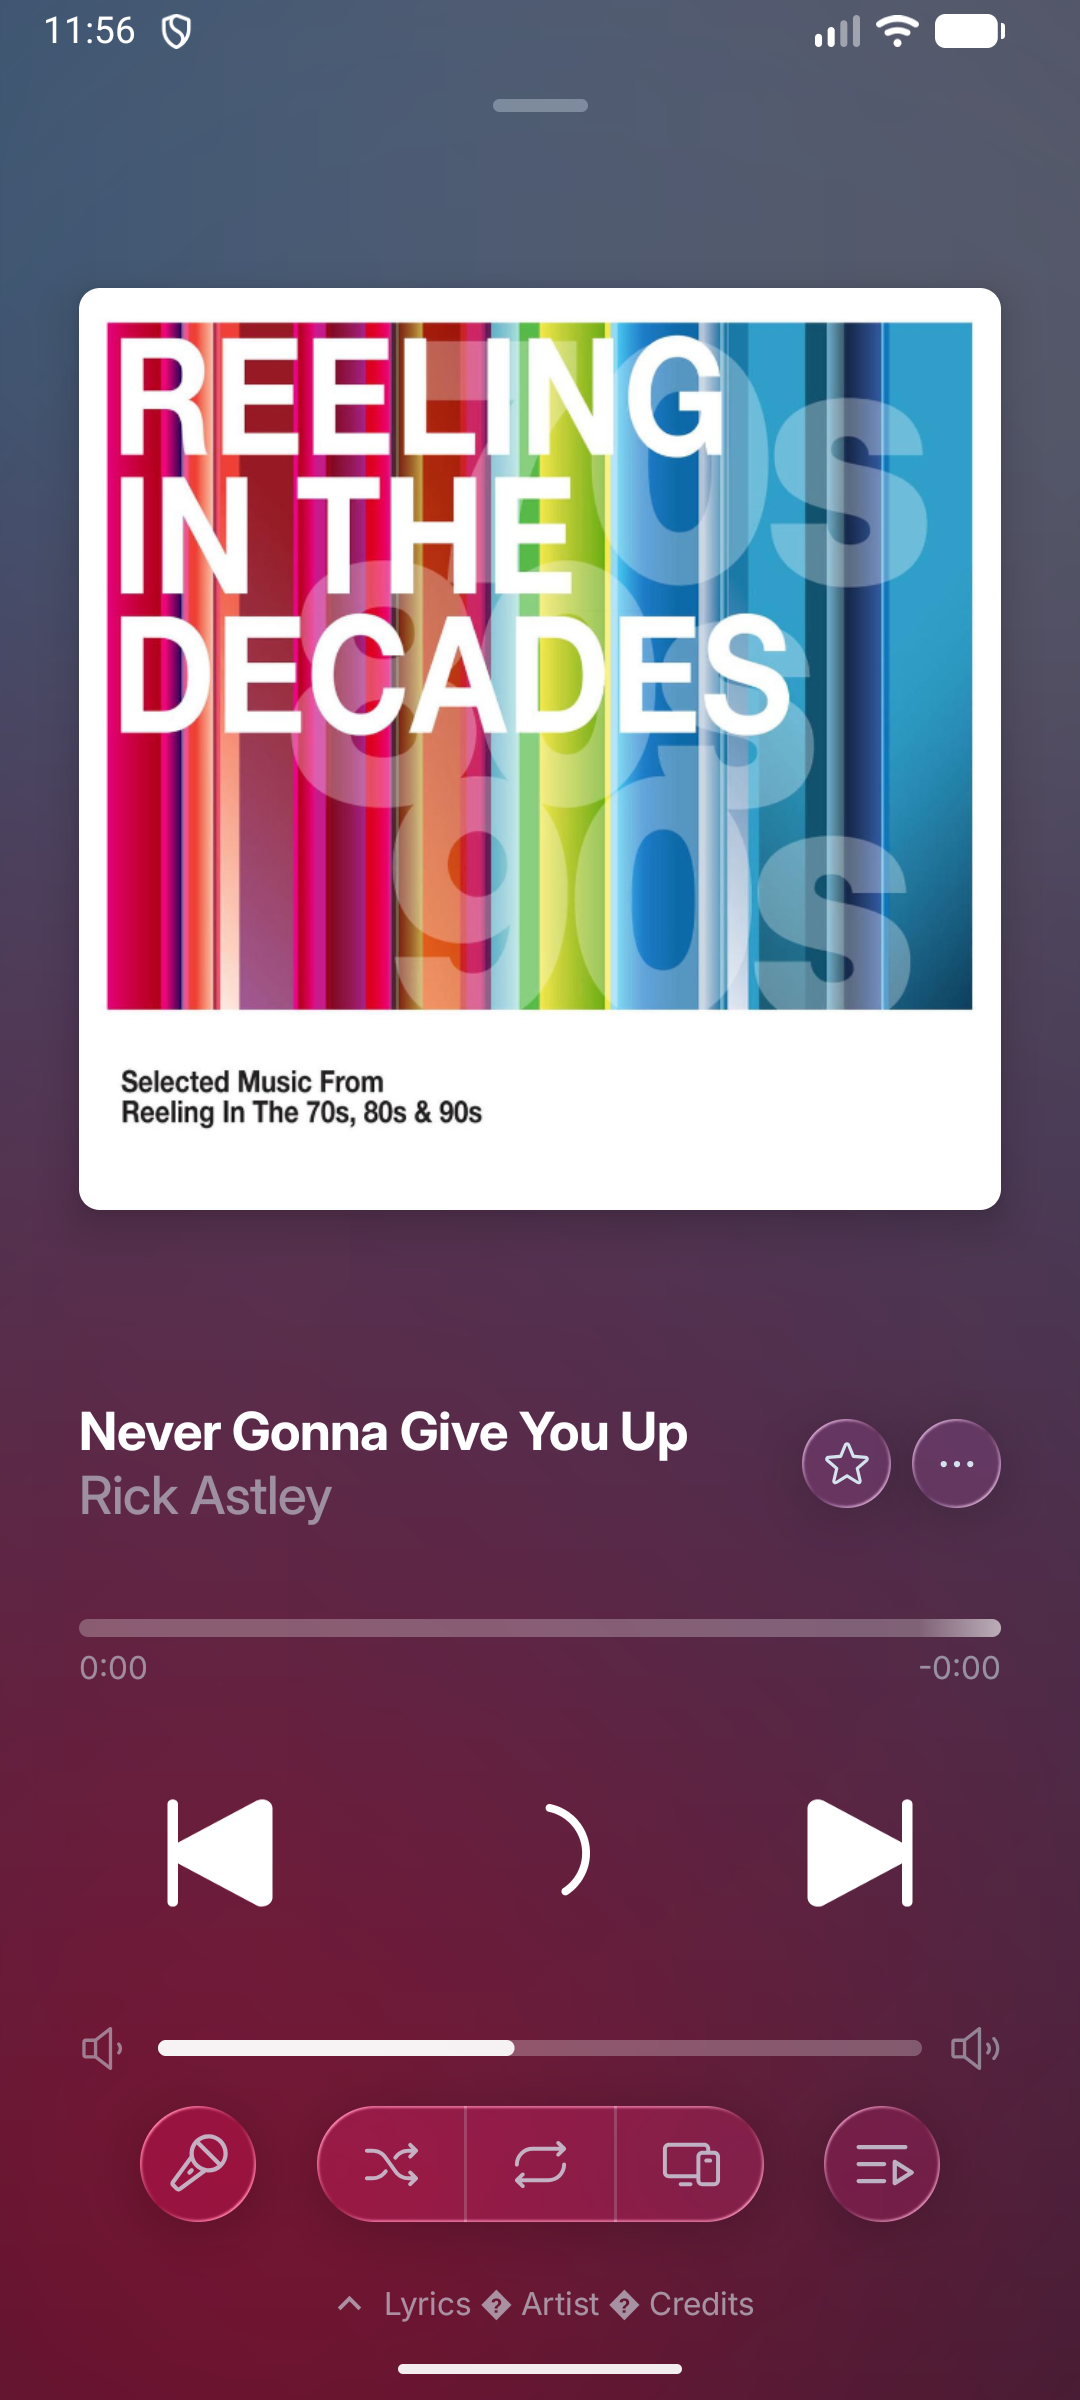 11:56
70s
REELING
IN THE
80s
DECADES
90s
Selected Music From
Reeling In The 70s, 80s & 90s
Never Gonna Give You Up
Rick Astley
0:00 -0:00
Lyrics � Artist � Credits